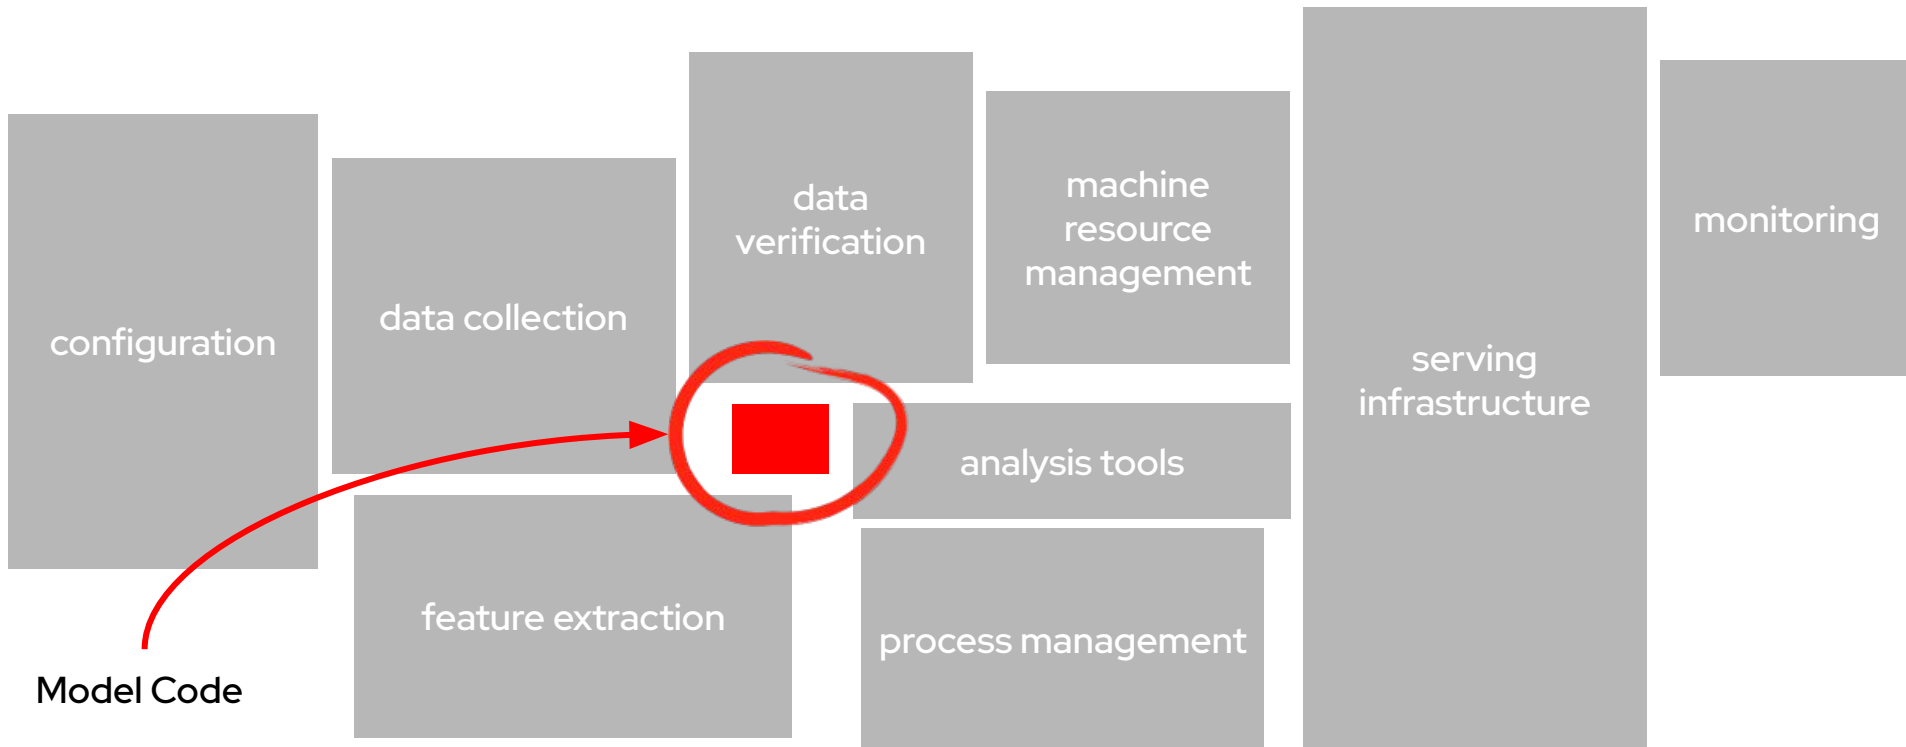 configuration
data collection
data
verification
machine
resource
management
serving
infrastructure
monitoring
analysis tools
feature extraction
process management
Model Code